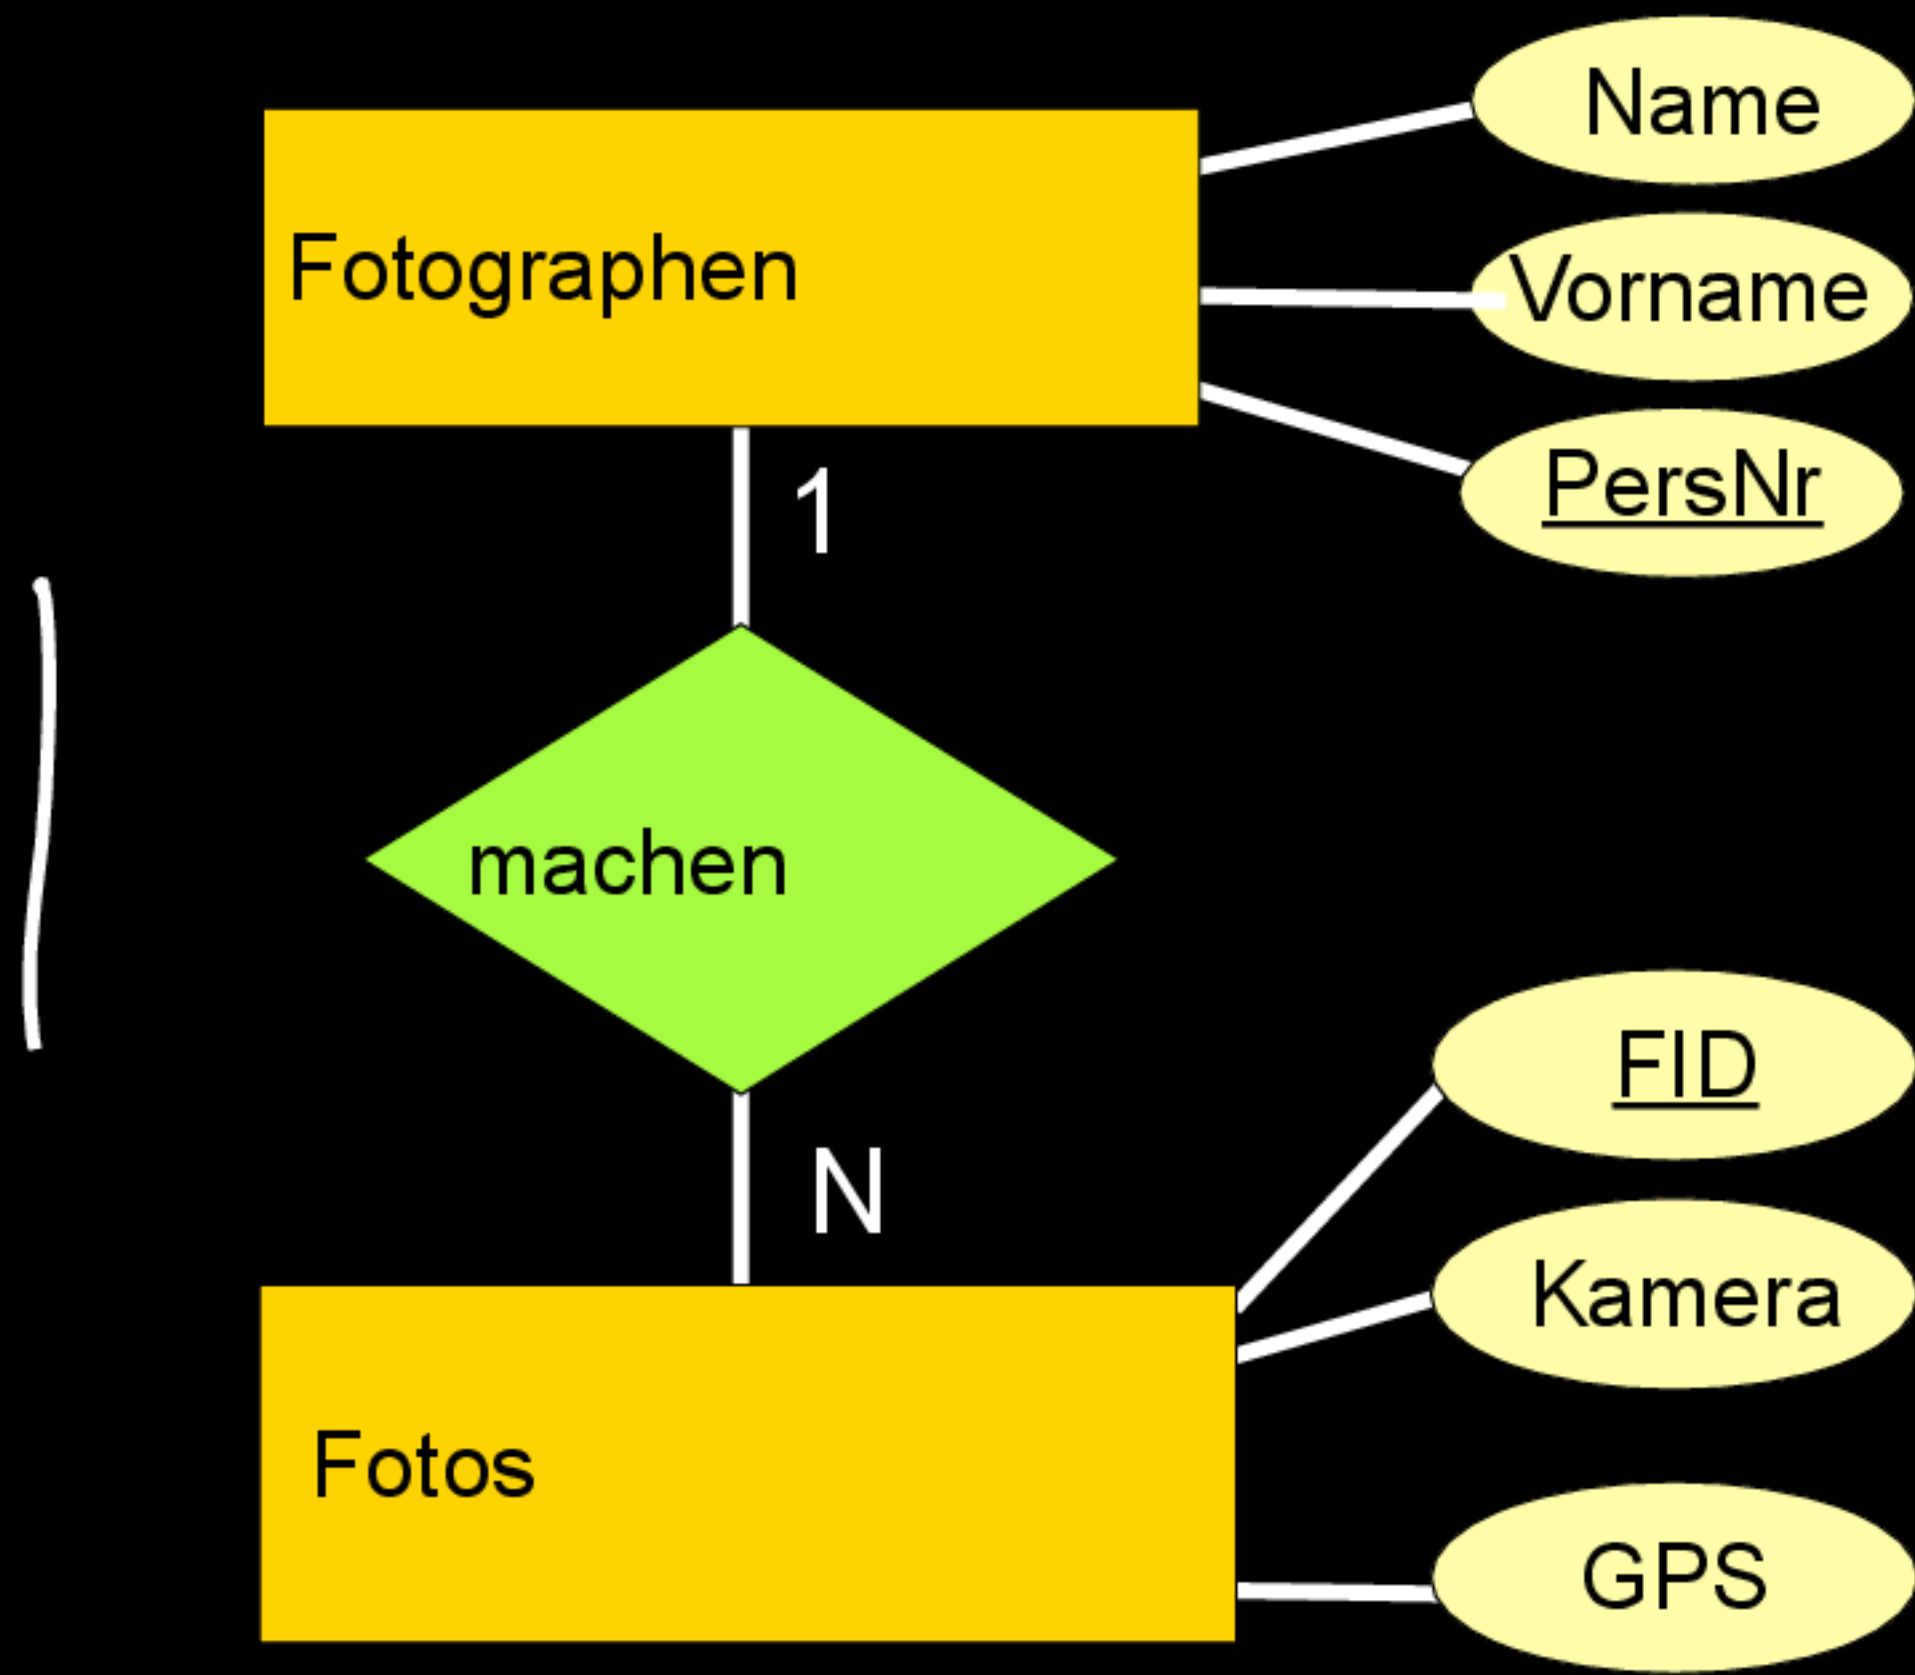 Name
Fotographen
Vorname
PersNr
1
machen
FID
N
Kamera
Fotos
GPS